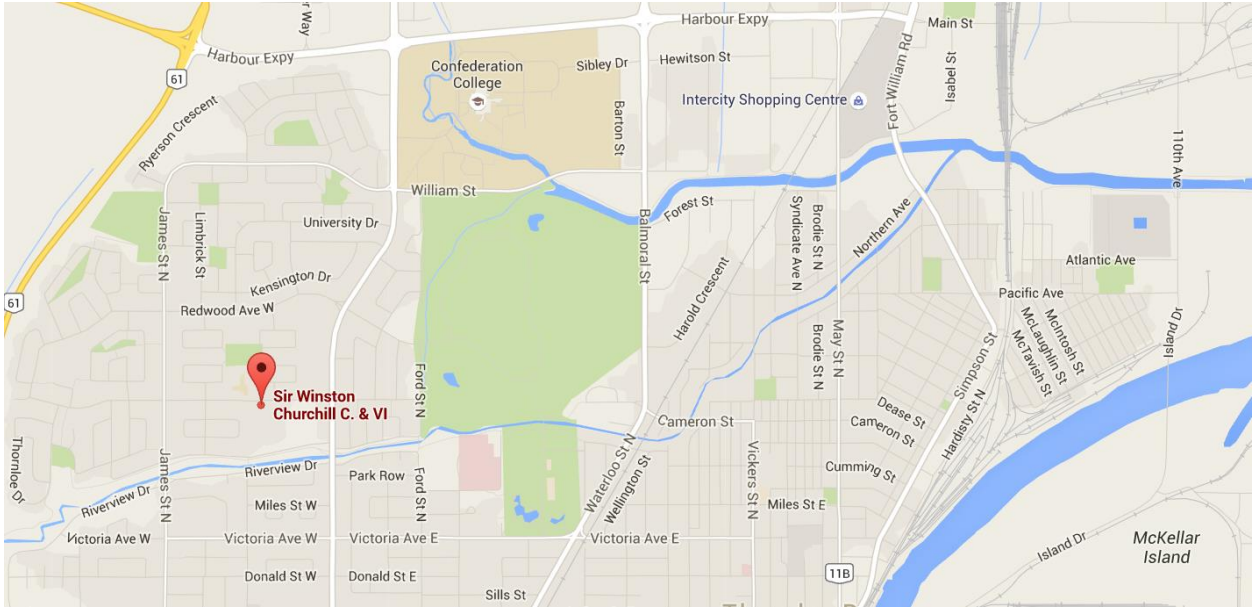 Way
Harbour Expy
Main St
Harbour Expy
61
Confederation
College
Sibley Dr
Hewitson St
Isabel St
Fort William Rd
Intercity Shopping Centre
Ryerson Crescent
Barton St
110th Ave
William St
Forest St
James St N
Limbrick St
University Dr
Balmoral St
Syndicate Ave N
Brodie St N
Northern Ave
Atlantic Ave
Kensington Dr
Pacific Ave
61
Redwood Ave W
Harold Crescent
Brodie St N
May St N
McIntosh St
McLaughlin St
McTavish St
Island Dr
Simpson St
Sir Winston
Churchill C. & VI
Ford St N
Cameron St
Dease St
Cameron St
Hardisty St N
Thornloe Dr
James St N
Riverview Dr
Park Row
Ford St N
Waterloo St N
Wellington St
Vickers St N
Cumming St
Riverview Dr
Miles St W
Miles St E
Victoria Ave W
Victoria Ave W
Victoria Ave E
Victoria Ave E
Island Dr
McKellar
Island
Donald St W
Donald St E
11B
Sills St